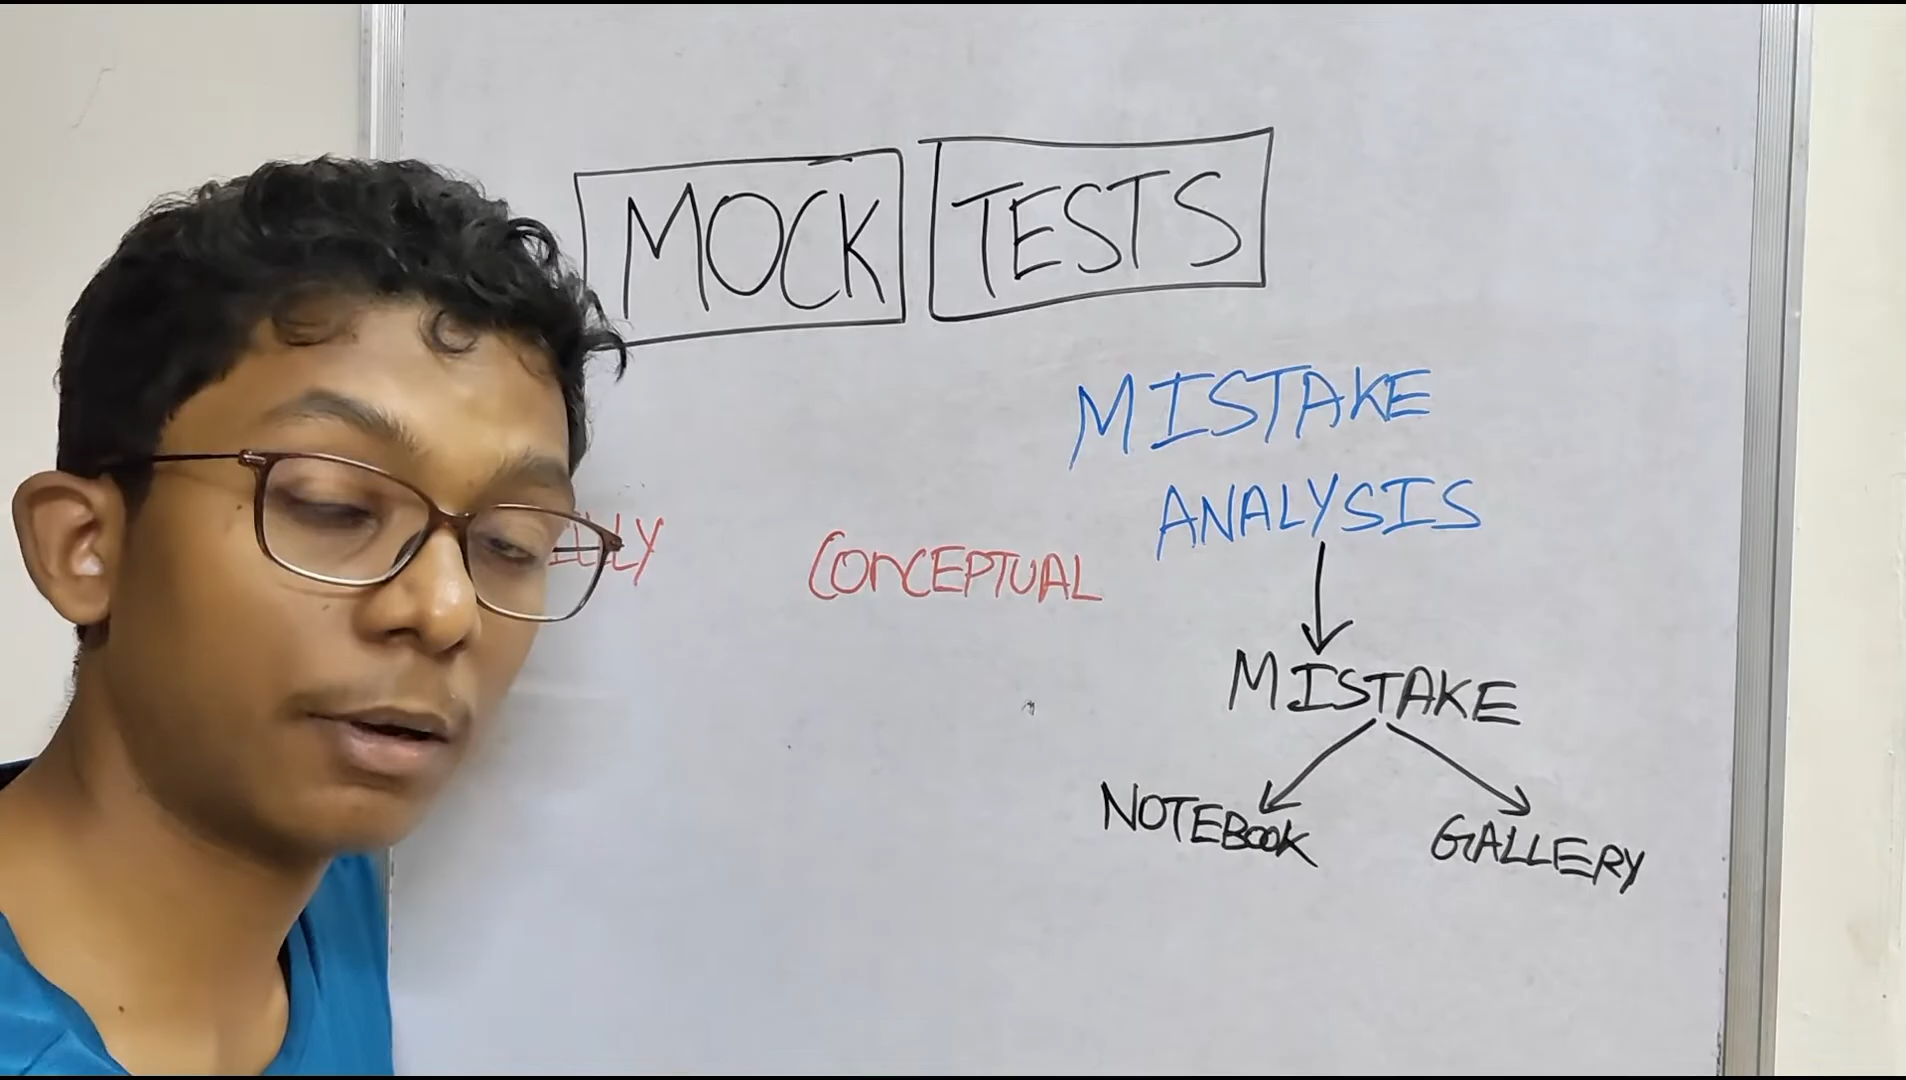 MOCK TESTS
MISTAKE
ANALYSIS
CONCEPTUAL
MISTAKE
NOTEBOOK GALLERY